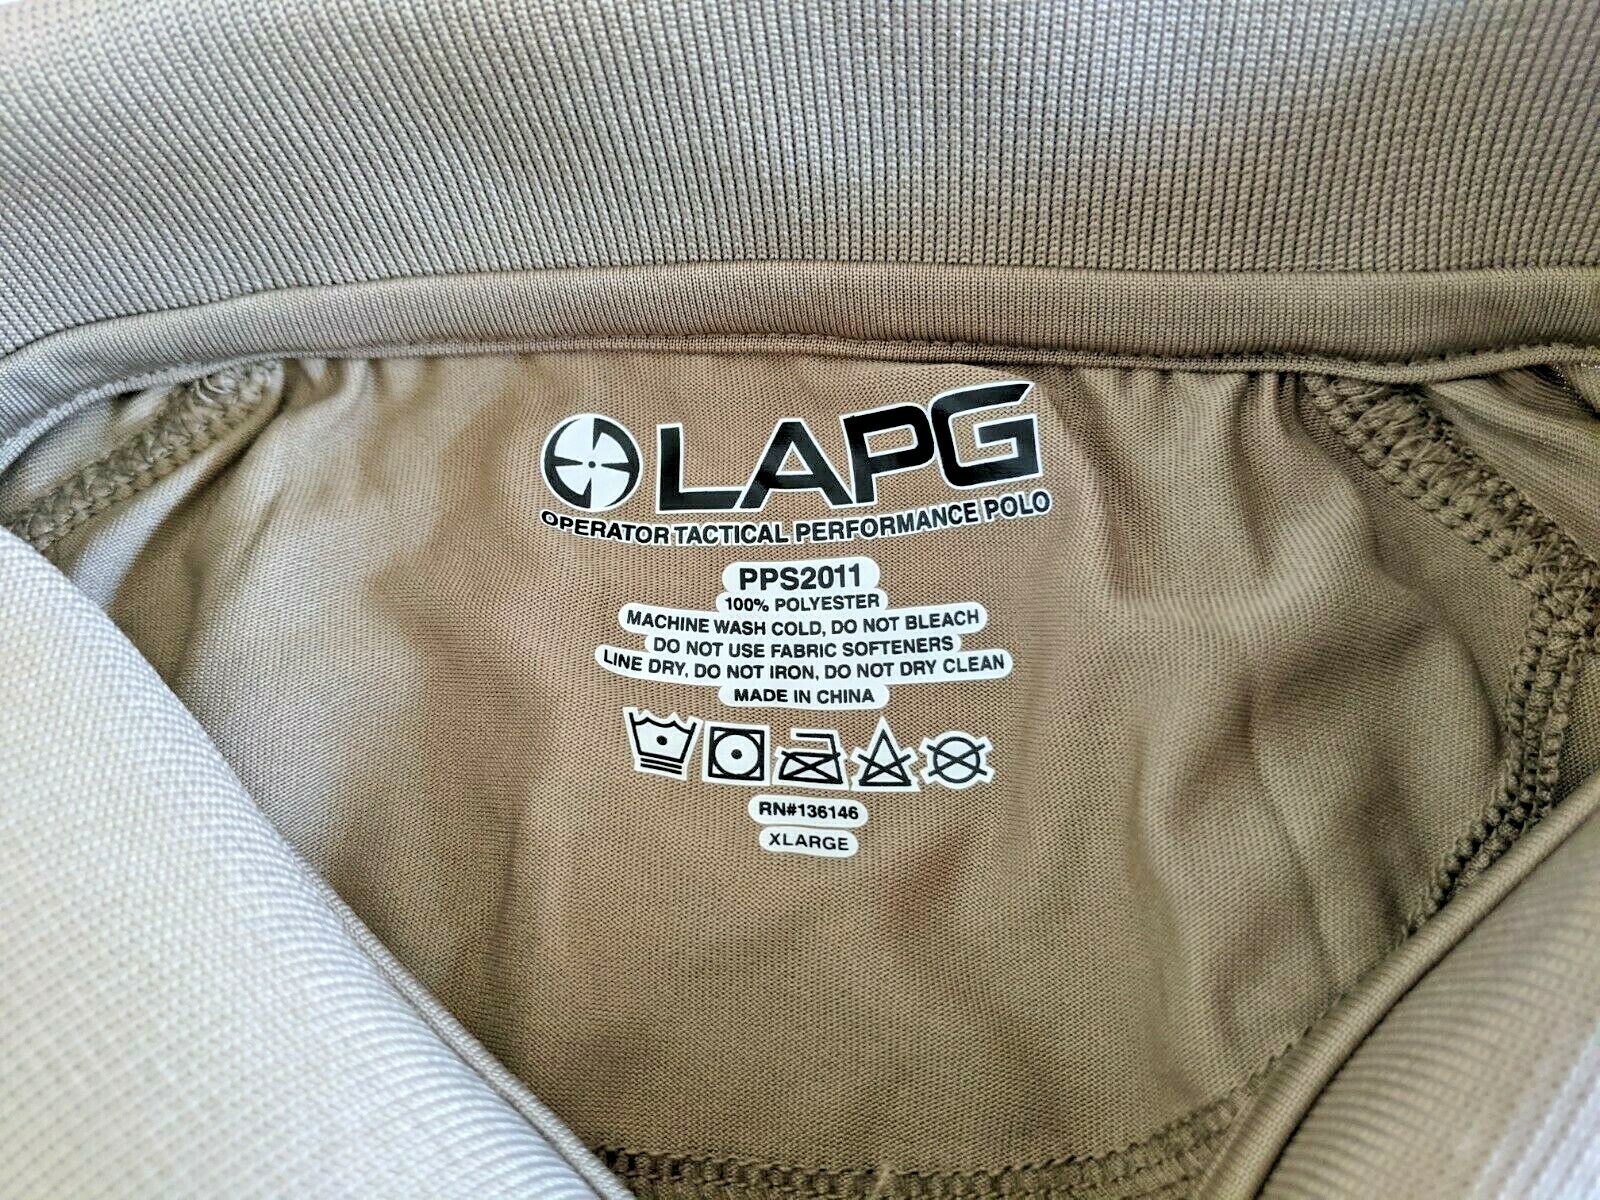 LAPG
OPERATOR TACTICAL PERFORMANCE POLO
PPS2011
100% POLYESTER
MACHINE WASH COLD, DO NOT BLEACH
DO NOT USE FABRIC SOFTENERS
LINE DRY, DO NOT IRON, DO NOT DRY CLEAN
MADE IN CHINA
RN#136146
XLARGE